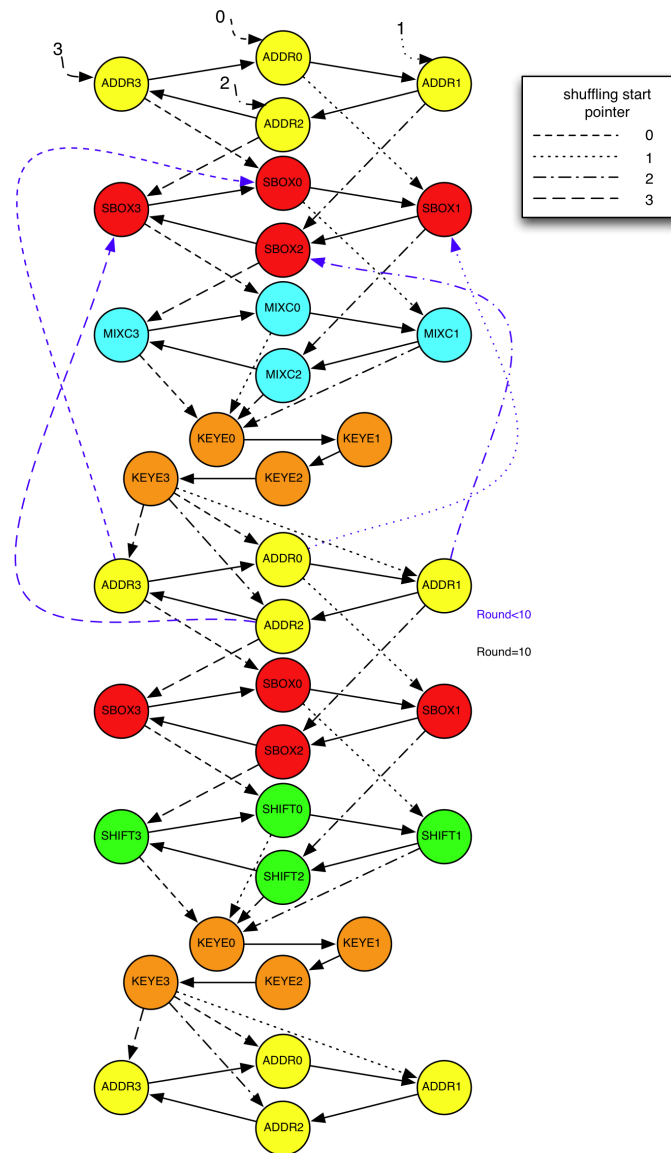 0
1
3
2
ADDR0
ADDR3
ADDR1
ADDR2
shuffling start
pointer
0
1
2
3
SBOX0
SBOX3
SBOX1
SBOX2
MIXC0
MIXC3
MIXC1
MIXC2
KEYE0
KEYE1
KEYE3
KEYE2
ADDR0
ADDR3
ADDR1
ADDR2
Round<10
Round=10
SBOX0
SBOX3
SBOX1
SBOX2
SHIFT0
SHIFT3
SHIFT1
SHIFT2
KEYE0
KEYE1
KEYE3
KEYE2
ADDR0
ADDR3
ADDR1
ADDR2